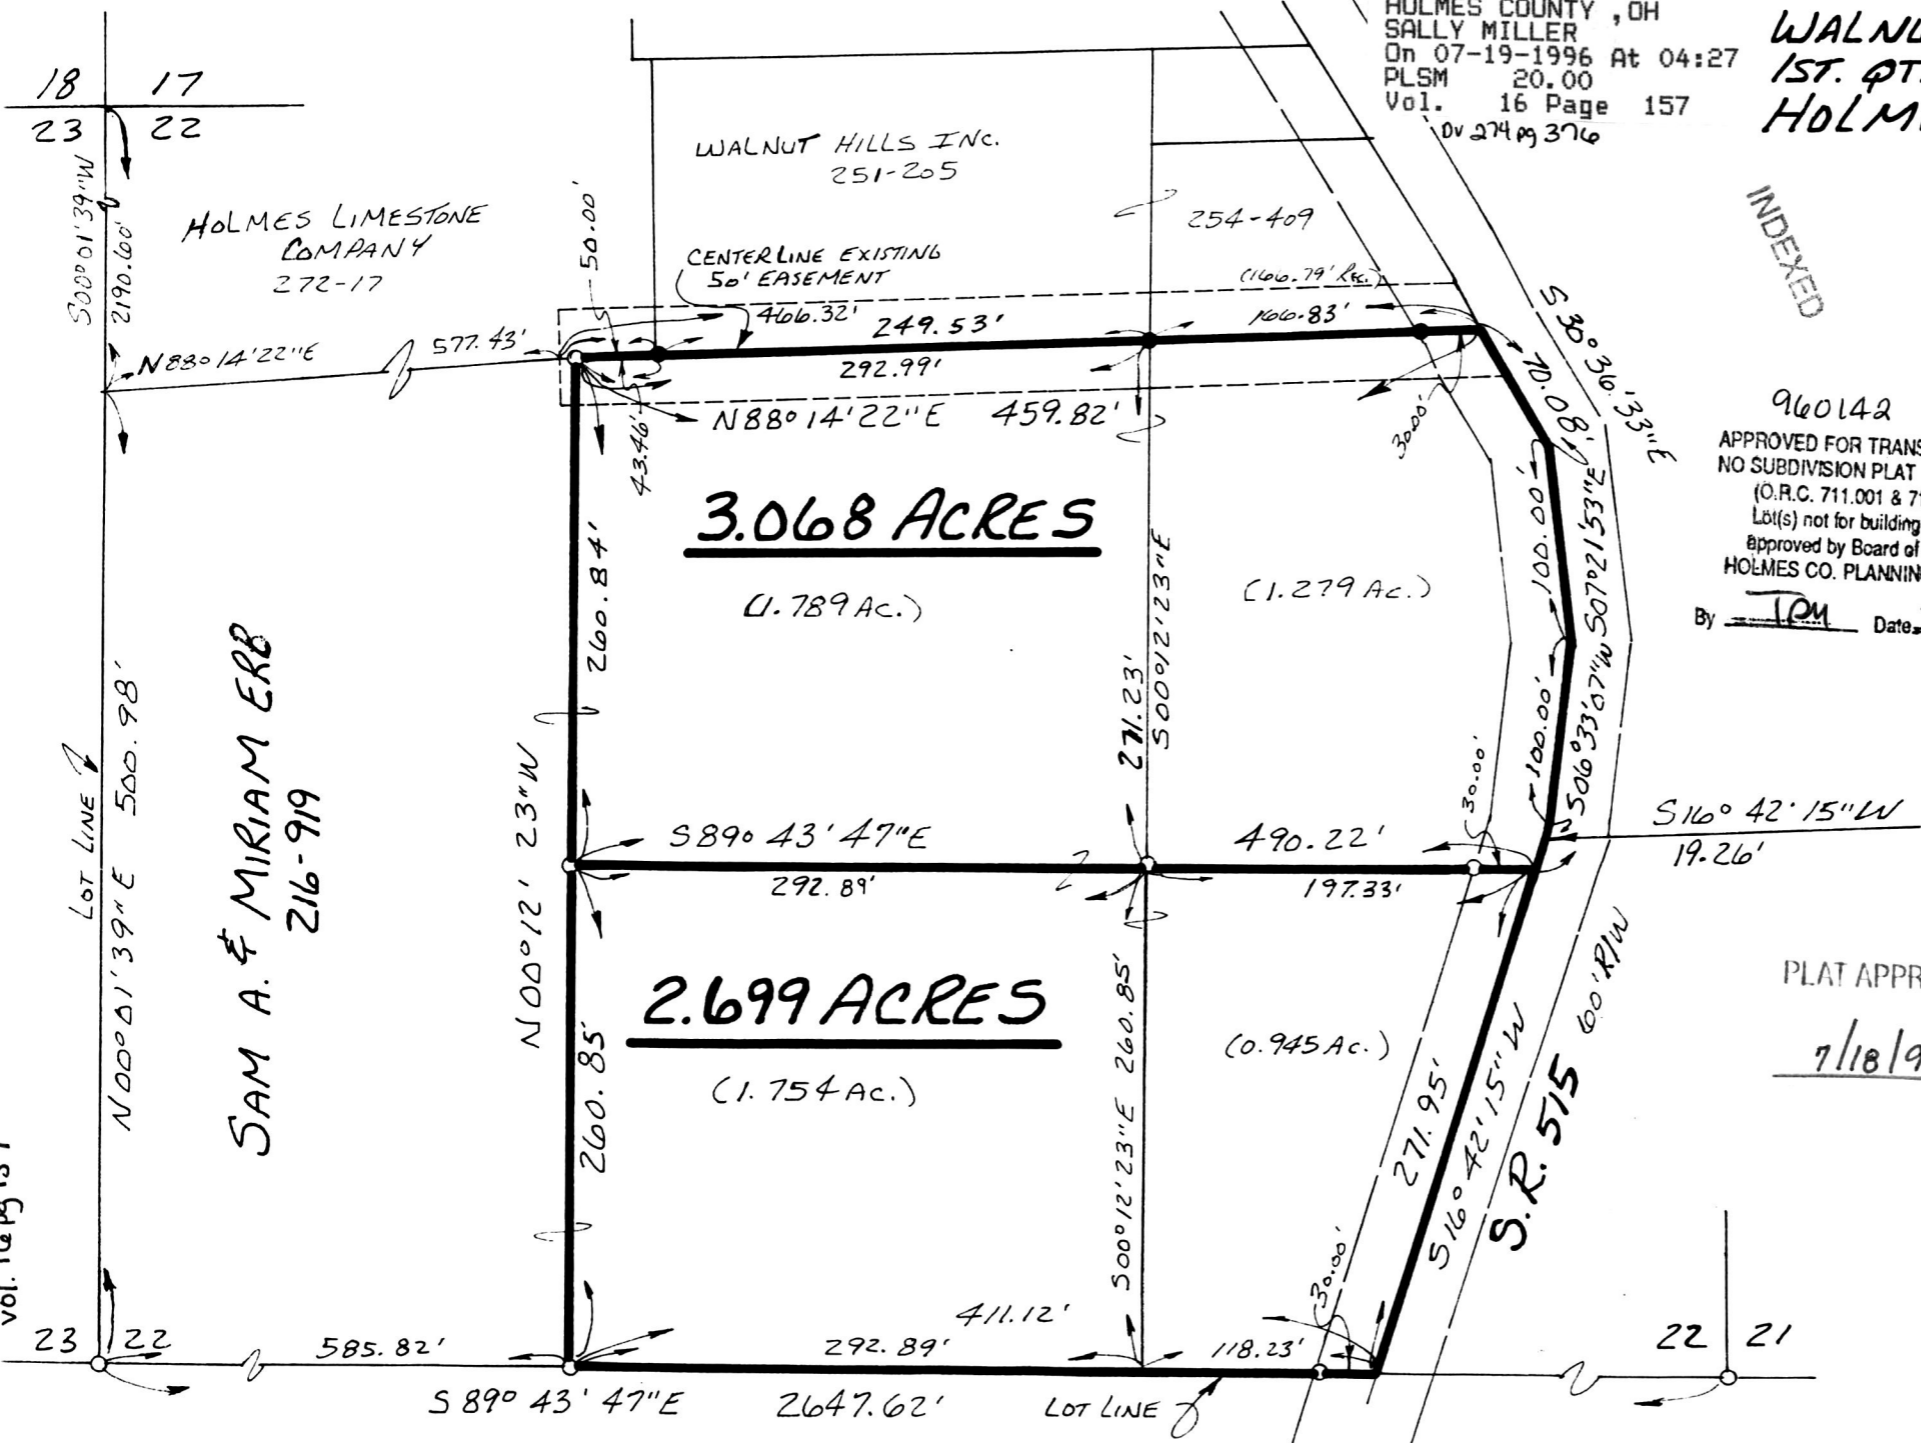 HOLMES COUNTY , OH
SALLY MILLER
On 07-19-1996 At 04:27
PLSM 20.00
Vol. 16 Page 157
DV 274 pg 376
WALNU
1ST. QT.
HOLM
INDEXED
18 17
23 22
S00°01'39"W
2190.60'
HOLMES LIMESTONE
COMPANY
272-17
WALNUT HILLS INC.
251-205
254-409
50.00'
CENTERLINE EXISTING
50' EASEMENT
(166.79' Rec.)
466.32'
249.53'
166.83'
N88°14'22"E
577.43'
292.99'
N88°14'22"E 459.82'
43.46'
30.00'
70.08'
S30°36'33"E
960142
APPROVED FOR TRANS
NO SUBDIVISION PLAT
(O.R.C. 711.001 & 7
Lot(s) not for building
approved by Board of
HOLMES CO. PLANNIN
By TPM Date
3.068 ACRES
(1.789 Ac.)
(1.279 Ac.)
260.84'
271.23'
S00°12'23"E
100.00'
S07°21'53"E
100.00'
S06°33'07"W
LOT LINE
N00°01'39"E 500.98'
SAM A. & MIRIAM ERB
216-919
N00°12'23"W
S89°43'47"E
490.22'
30.00'
292.89'
197.33'
S16°42'15"W
19.26'
2.699 ACRES
(1.754 Ac.)
(0.945 Ac.)
260.85'
S00°12'23"E 260.85'
271.95'
S16°42'15"W
S.R. 515 60' R/W
PLAT APPR
7/18/9
Vol. 16 pg 157
23 22
585.82'
411.12'
292.89'
118.23'
30.00'
22 21
S89°43'47"E 2647.62'
LOT LINE